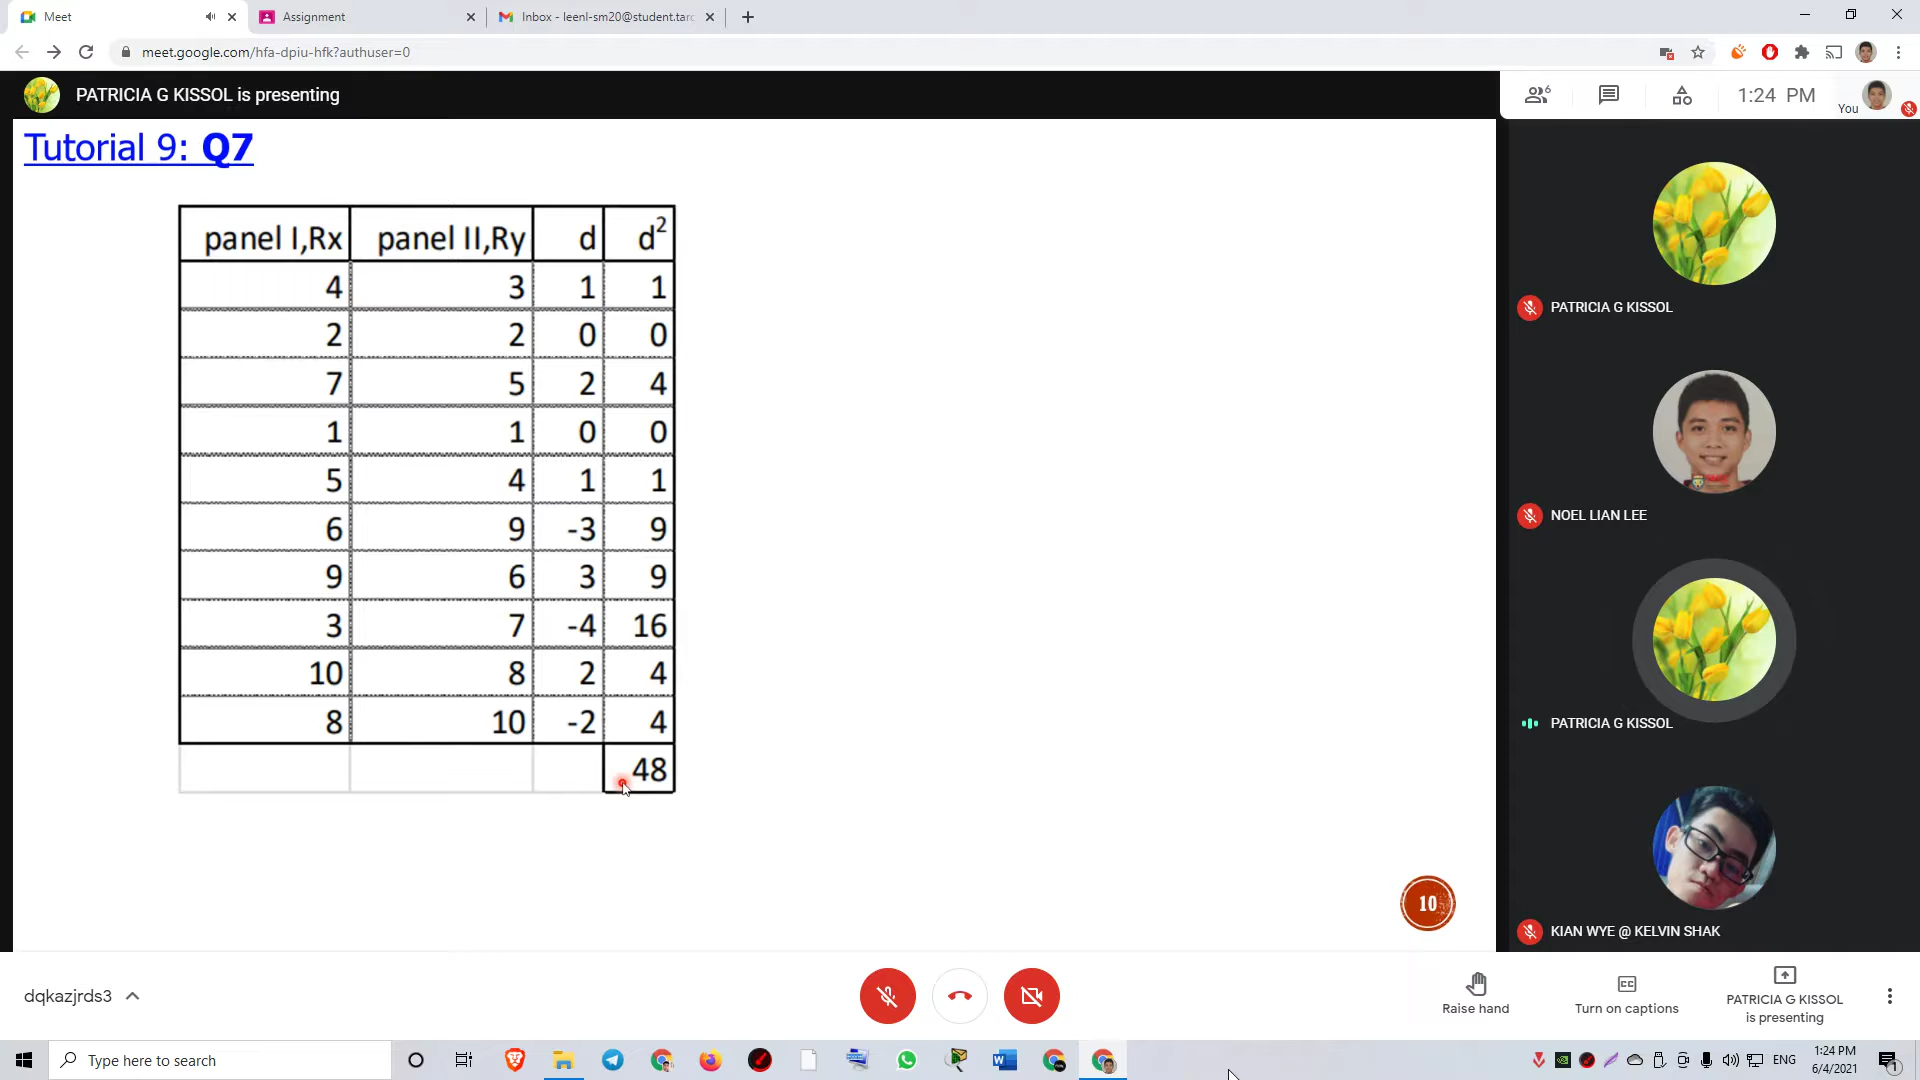 Meet
Assignment
Inbox - leenl-sm20@student.tarc
meet.google.com/hfa-dpiu-hfk?authuser=0
PATRICIA G KISSOL is presenting
6
1:24 PM
You
Tutorial 9: Q7
panel I,Rx panel II,Ry d d²
4 3 1 1
2 2 0 0
7 5 2 4
1 1 0 0
5 4 1 1
6 9 -3 9
9 6 3 9
3 7 -4 16
10 8 2 4
8 10 -2 4
48
10
PATRICIA G KISSOL
NOEL LIAN LEE
PATRICIA G KISSOL
KIAN WYE @ KELVIN SHAK
dqkazjrds3
Raise hand
Turn on captions
PATRICIA G KISSOL
is presenting
Type here to search
ENG
1:24 PM
6/4/2021
1